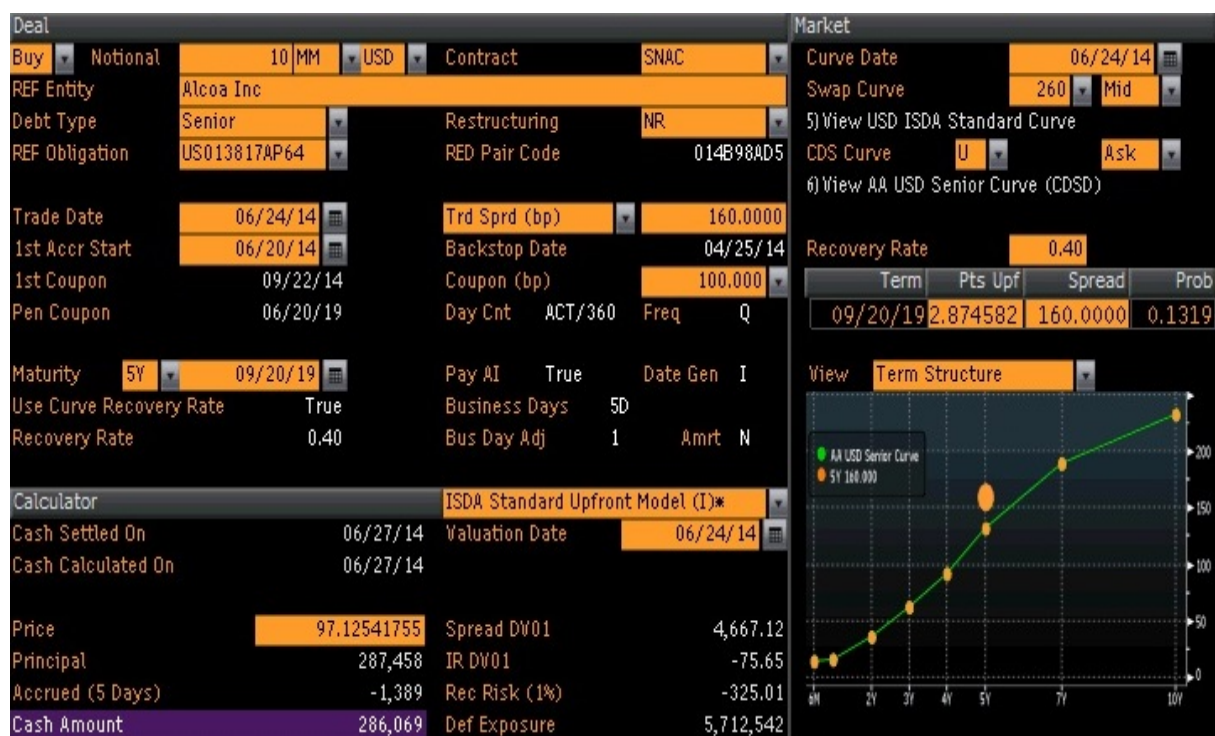 Deal
Buy Notional 10 MM USD Contract SNAC
REF Entity Alcoa Inc
Debt Type Senior Restructuring NR
REF Obligation US013817AP64 RED Pair Code 014B98AD5
Trade Date 06/24/14 Trd Sprd (bp) 160.0000
1st Accr Start 06/20/14 Backstop Date 04/25/14
1st Coupon 09/22/14 Coupon (bp) 100.000
Pen Coupon 06/20/19 Day Cnt ACT/360 Freq Q
Maturity 5Y 09/20/19 Pay AI True Date Gen I
Use Curve Recovery Rate True Business Days 5D
Recovery Rate 0.40 Bus Day Adj 1 Amrt N
Calculator ISDA Standard Upfront Model (I)*
Cash Settled On 06/27/14 Valuation Date 06/24/14
Cash Calculated On 06/27/14
Price 97.12541755 Spread DV01 4,667.12
Principal 287,458 IR DV01 -75.65
Accrued (5 Days) -1,389 Rec Risk (1%) -325.01
Cash Amount 286,069 Def Exposure 5,712,542
Market
Curve Date 06/24/14
Swap Curve 260 Mid
5) View USD ISDA Standard Curve
CDS Curve U Ask
6) View AA USD Senior Curve (CDSD)
Recovery Rate 0.40
Term Pts Upf Spread Prob
09/20/19 2.874582 160.0000 0.1319
View Term Structure
AA USD Senior Curve
5Y 160.000
200
150
100
50
0
6M 2Y 3Y 4Y 5Y 7Y 10Y